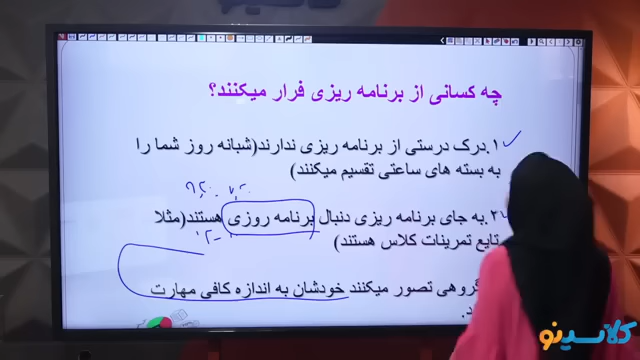 چه کسانی از برنامه ریزی فرار میکنند؟
۱.درک درستی از برنامه ریزی ندارند(شبانه روز شما را
به بسته های ساعتی تقسیم میکنند)
۲.به جای برنامه ریزی دنبال برنامه روزی هستند(مثلا
تایع تمرینات کلاس هستند)
گروهی تصور میکنند خودشان به اندازه کافی مهارت
د.
کلاسینو